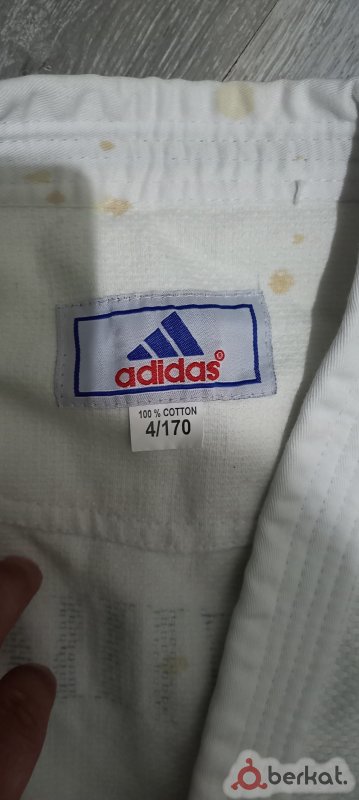 adidas®
100 % COTTON
4/170
berkat.